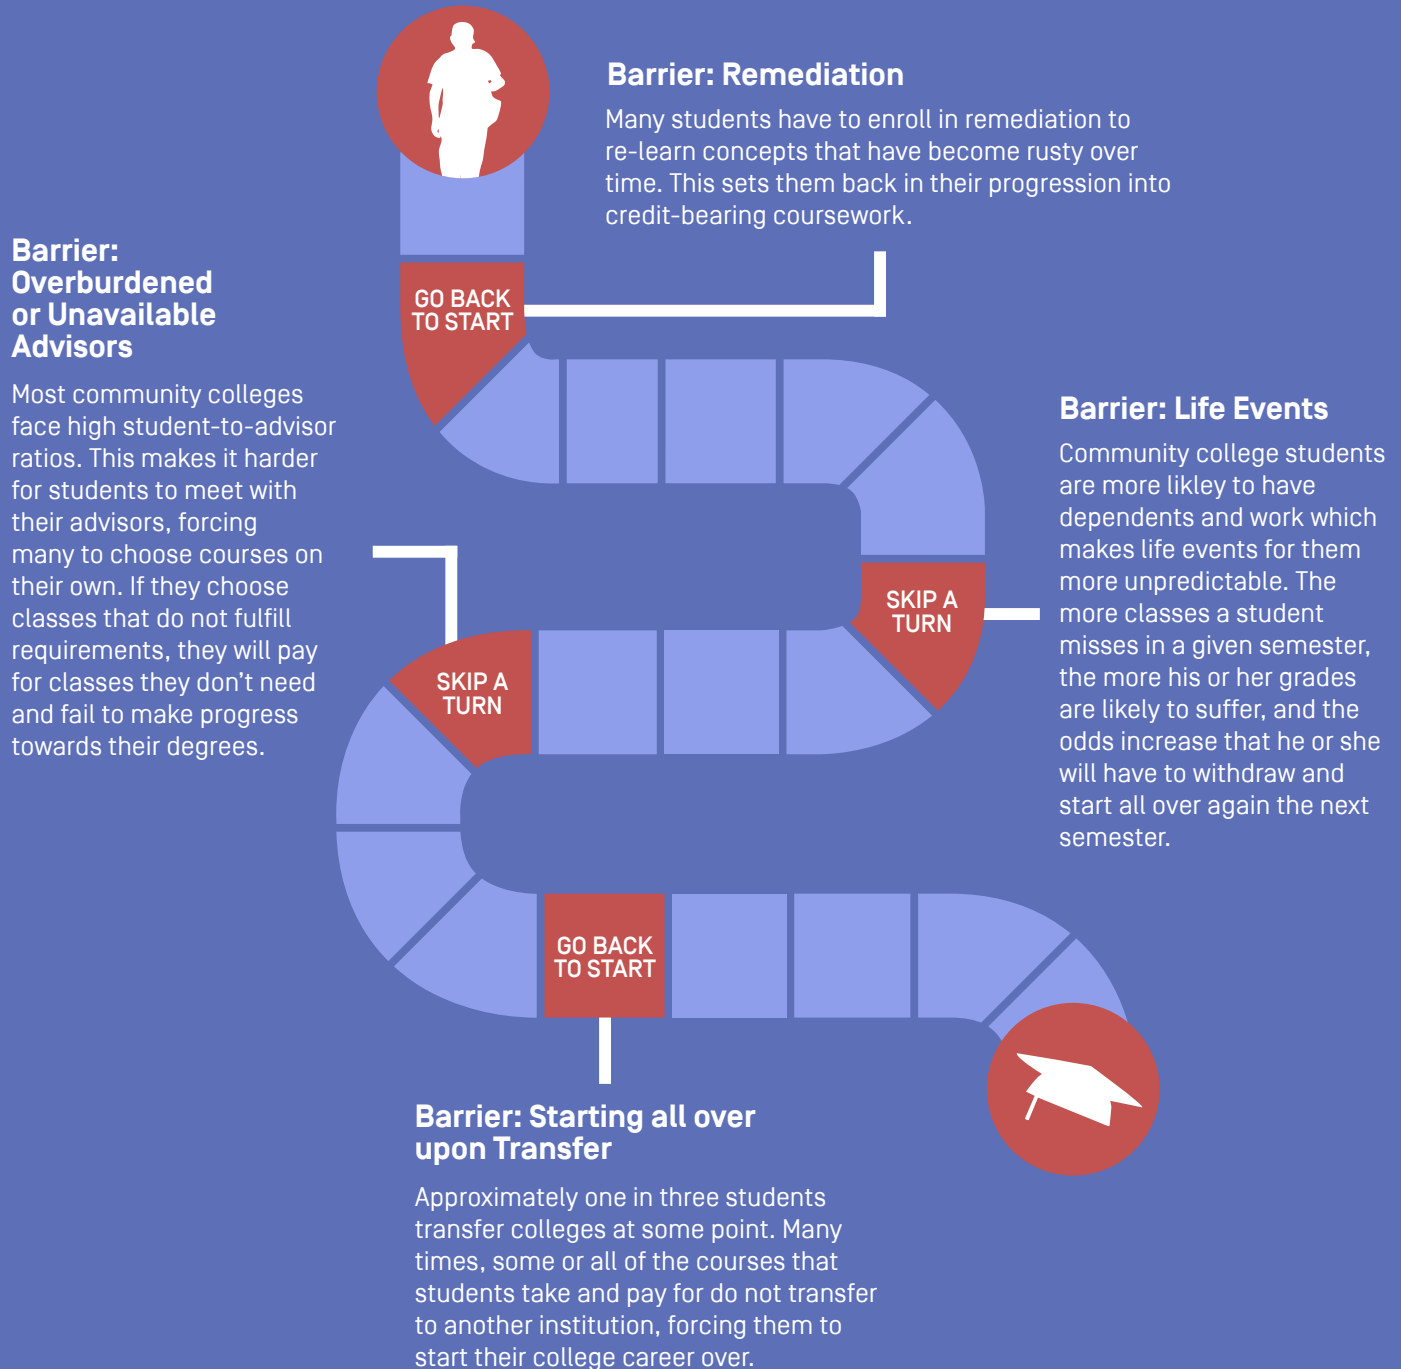 Barrier: Remediation
Many students have to enroll in remediation to
re-learn concepts that have become rusty over
time. This sets them back in their progression into
credit-bearing coursework.
GO BACK
TO START
Barrier:
Overburdened
or Unavailable
Advisors
Most community colleges
face high student-to-advisor
ratios. This makes it harder
for students to meet with
their advisors, forcing
many to choose courses on
their own. If they choose
classes that do not fulfill
requirements, they will pay
for classes they don't need
and fail to make progress
towards their degrees.
Barrier: Life Events
Community college students
are more likley to have
dependents and work which
makes life events for them
more unpredictable. The
more classes a student
misses in a given semester,
the more his or her grades
are likely to suffer, and the
odds increase that he or she
will have to withdraw and
start all over again the next
semester.
SKIP A
TURN
SKIP A
TURN
GO BACK
TO START
Barrier: Starting all over
upon Transfer
Approximately one in three students
transfer colleges at some point. Many
times, some or all of the courses that
students take and pay for do not transfer
to another institution, forcing them to
start their college career over.